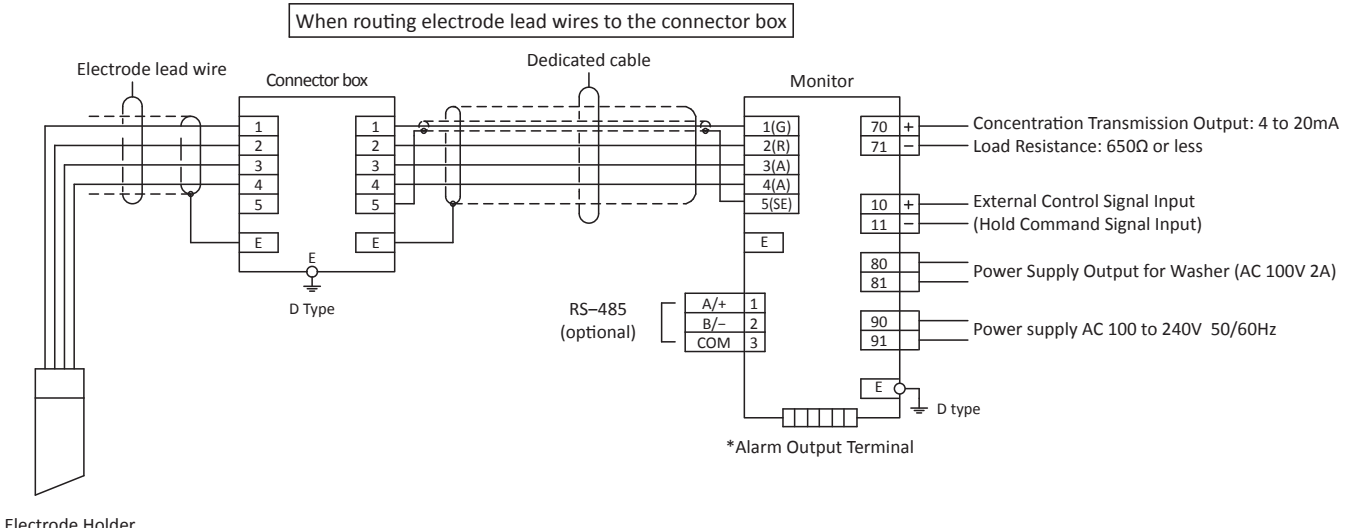 When routing electrode lead wires to the connector box
Electrode lead wire
Connector box
Dedicated cable
Monitor
1
2
3
4
5
E
1
2
3
4
5
E
E
D Type
1(G)
2(R)
3(A)
4(A)
5(SE)
E
RS–485
(optional)
A/+ 1
B/– 2
COM 3
70 + Concentration Transmission Output: 4 to 20mA
71 – Load Resistance: 650Ω or less
10 + External Control Signal Input
11 – (Hold Command Signal Input)
80
81
Power Supply Output for Washer (AC 100V 2A)
90
91
Power supply AC 100 to 240V 50/60Hz
E
D type
*Alarm Output Terminal
Electrode Holder